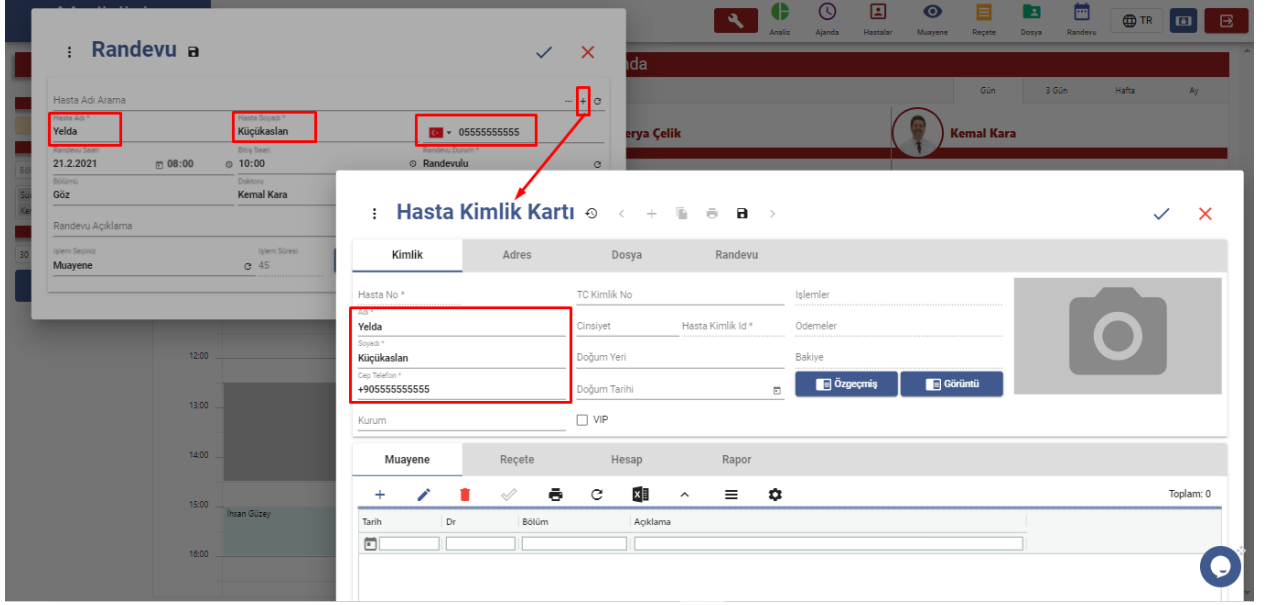 Analiz
Ajanda
Hastalar
Muayene
Reçete
Dosya
Randevu
TR
Randevu
nda
Gün
3 Gün
Hafta
Ay
Hasta Adı Arama
Hasta Adı *
Yelda
Hasta Soyadı *
Küçükaslan
05555555555
erya Çelik
Kemal Kara
Randevu Saati
21.2.2021
08:00
Bitiş Saati
10:00
Randevu Durum *
Randevulu
Bölümü
Göz
Doktoru
Kemal Kara
Randevu Açıklama
İşlem Seçiniz
Muayene
İşlem Süresi
45
30
Hasta Kimlik Kartı
Kimlik
Adres
Dosya
Randevu
Hasta No *
TC Kimlik No
İşlemler
Adı *
Yelda
Cinsiyet
Hasta Kimlik Id *
Ödemeler
Soyadı *
Küçükaslan
Doğum Yeri
Bakiye
Cep Telefon *
+905555555555
Doğum Tarihi
Özgeçmiş
Görüntü
Kurum
VIP
Muayene
Reçete
Hesap
Rapor
Toplam: 0
Tarih
Dr
Bölüm
Açıklama
12:00
13:00
14:00
15:00
İhsan Güzey
16:00